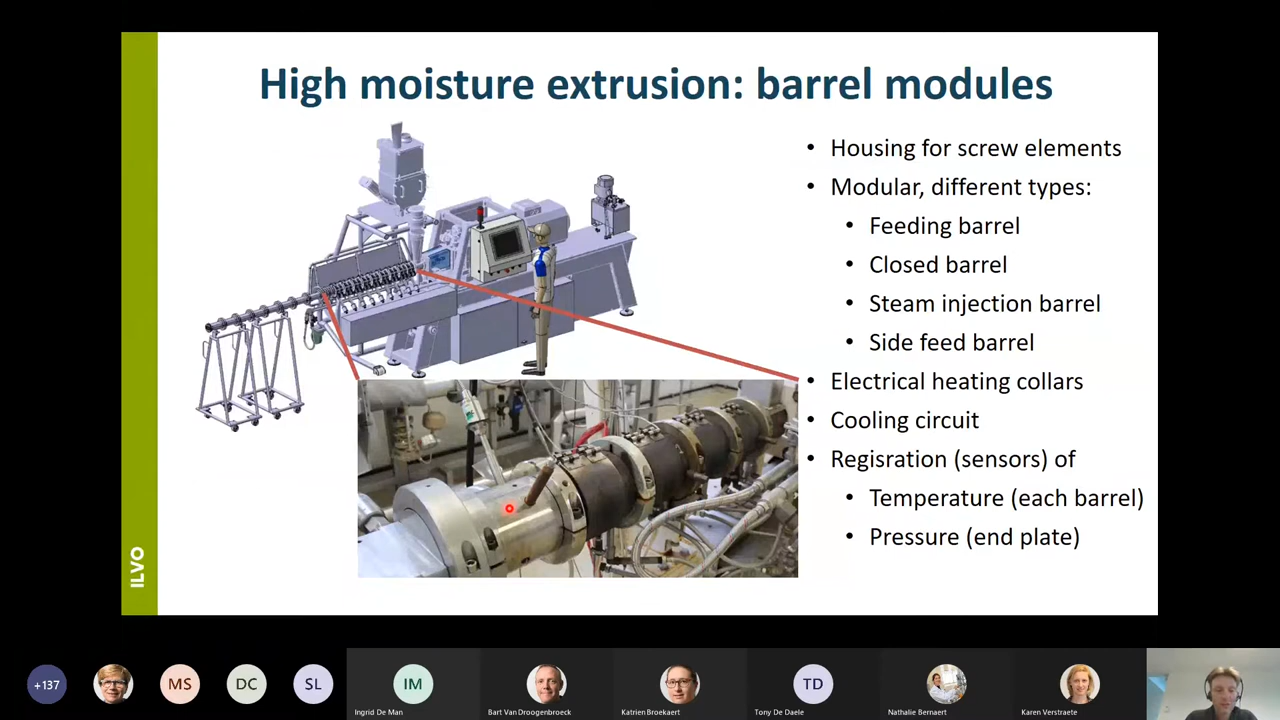 High moisture extrusion: barrel modules
• Housing for screw elements
• Modular, different types:
• Feeding barrel
• Closed barrel
• Steam injection barrel
• Side feed barrel
• Electrical heating collars
• Cooling circuit
• Regisration (sensors) of
• Temperature (each barrel)
• Pressure (end plate)
ILVO
+137
MS
DC
SL
IM
TD
Ingrid De Man
Bart Van Droogenbroeck
Katrien Broekaert
Tony De Daele
Nathalie Bernaert
Karen Verstraete